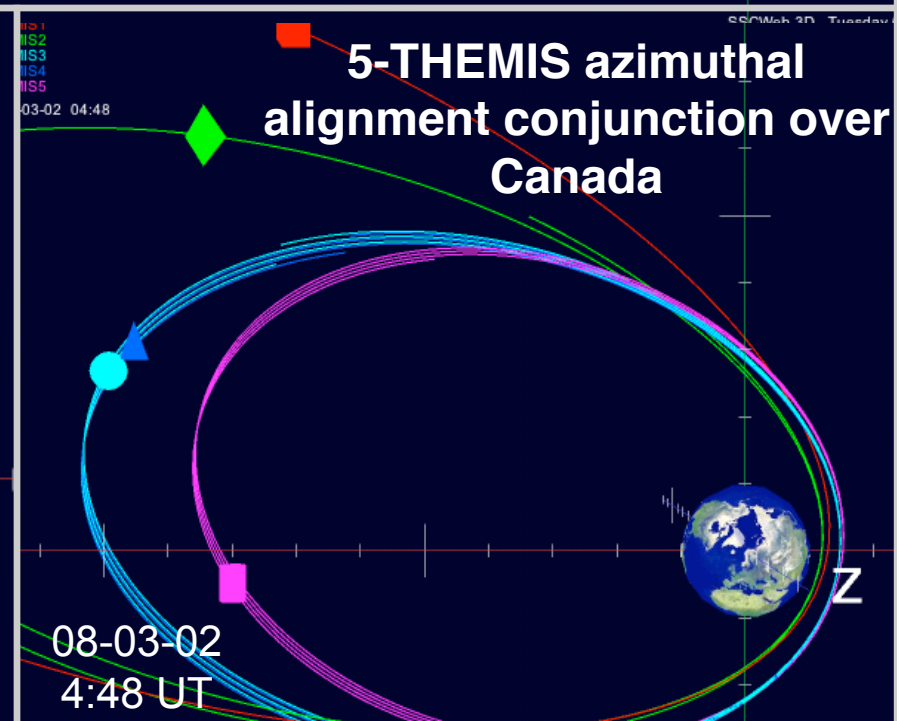 SSCWeb 3D Tuesday
IS1
IS2
IS3
IS4
IS5
-03-02 04:48
5-THEMIS azimuthal
alignment conjunction over
Canada
Z
08-03-02
4:48 UT